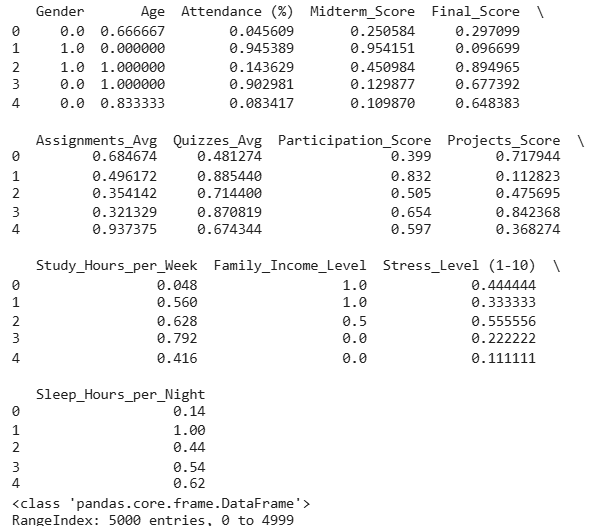 Gender Age Attendance (%) Midterm_Score Final_Score \
0 0.0 0.666667 0.045609 0.250584 0.297099
1 1.0 0.000000 0.945389 0.954151 0.096699
2 1.0 1.000000 0.143629 0.450984 0.894965
3 0.0 1.000000 0.902981 0.129877 0.677392
4 0.0 0.833333 0.083417 0.109870 0.648383
Assignments_Avg Quizzes_Avg Participation_Score Projects_Score \
0 0.684674 0.481274 0.399 0.717944
1 0.496172 0.885440 0.832 0.112823
2 0.354142 0.714400 0.505 0.475695
3 0.321329 0.870819 0.654 0.842368
4 0.937375 0.674344 0.597 0.368274
Study_Hours_per_Week Family_Income_Level Stress_Level (1-10) \
0 0.048 1.0 0.444444
1 0.560 1.0 0.333333
2 0.628 0.5 0.555556
3 0.792 0.0 0.222222
4 0.416 0.0 0.111111
Sleep_Hours_per_Night
0 0.14
1 1.00
2 0.44
3 0.54
4 0.62
<class 'pandas.core.frame.DataFrame'>
RangeIndex: 5000 entries, 0 to 4999